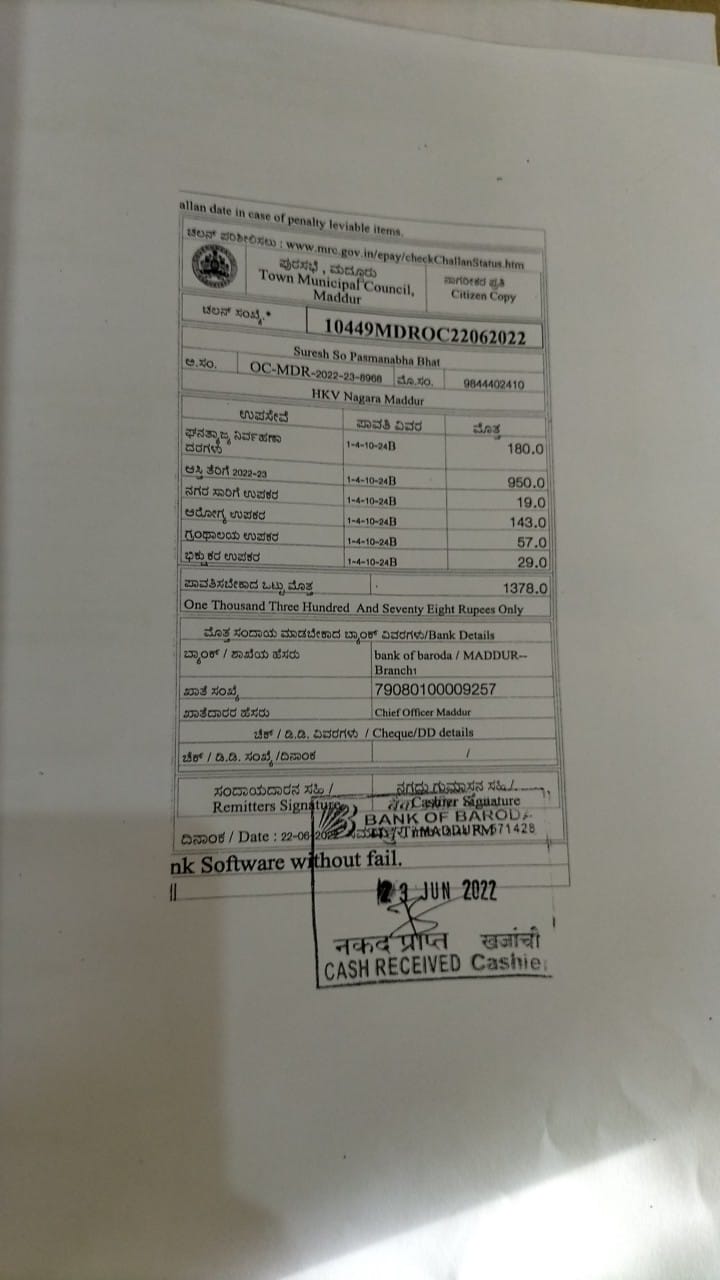 allan date in case of penalty leviable items.
ಚಲನ್ ಪರಿಶೀಲಿಸಲು : www.mrc.gov.in/epay/checkChallanStatus.htm
ಪುರಸಭೆ , ಮದ್ದೂರು
Town Municipal Council,
Maddur
ನಾಗರೀಕರ ಪ್ರತಿ
Citizen Copy
ಚಲನ್ ಸಂಖ್ಯೆ.* 10449MDROC22062022
Suresh So Pasmanabha Bhat
ಅ.ಸಂ. OC-MDR-2022-23-8968 ಮೊ.ಸಂ. 9844402410
HKV Nagara Maddur
ಉಪಸೇವೆ ಪಾವತಿ ವಿವರ ಮೊತ್ತ
ಘನತ್ಯಾಜ್ಯ ನಿರ್ವಹಣಾ
ದರಗಳು 1-4-10-24B 180.0
ಆಸ್ತಿ ತೆರಿಗೆ 2022-23 1-4-10-24B 950.0
ನಗರ ಸಾರಿಗೆ ಉಪಕರ 1-4-10-24B 19.0
ಆರೋಗ್ಯ ಉಪಕರ 1-4-10-24B 143.0
ಗ್ರಂಥಾಲಯ ಉಪಕರ 1-4-10-24B 57.0
ಭಿಕ್ಷುಕರ ಉಪಕರ 1-4-10-24B 29.0
ಪಾವತಿಸಬೇಕಾದ ಒಟ್ಟು ಮೊತ್ತ 1378.0
One Thousand Three Hundred And Seventy Eight Rupees Only
ಮೊತ್ತ ಸಂದಾಯ ಮಾಡಬೇಕಾದ ಬ್ಯಾಂಕ್ ವಿವರಗಳು/Bank Details
ಬ್ಯಾಂಕ್ / ಶಾಖೆಯ ಹೆಸರು bank of baroda / MADDUR--
Branch1
ಖಾತೆ ಸಂಖ್ಯೆ 79080100009257
ಖಾತೆದಾರರ ಹೆಸರು Chief Officer Maddur
ಚೆಕ್ / ಡಿ.ಡಿ. ವಿವರಗಳು / Cheque/DD details
ಚೆಕ್ / ಡಿ.ಡಿ. ಸಂಖ್ಯೆ /ದಿನಾಂಕ /
ಸಂದಾಯದಾರನ ಸಹಿ / ನಗದು ಗುಮಾಸ್ತನ ಸಹಿ /
Remitters Signature Cashier Signature
BANK OF BARODA
ದಿನಾಂಕ / Date : 22-06-2022 MADDUR 571428
nk Software without fail.
23 JUN 2022
नकद प्राप्त खजांची
CASH RECEIVED Cashie